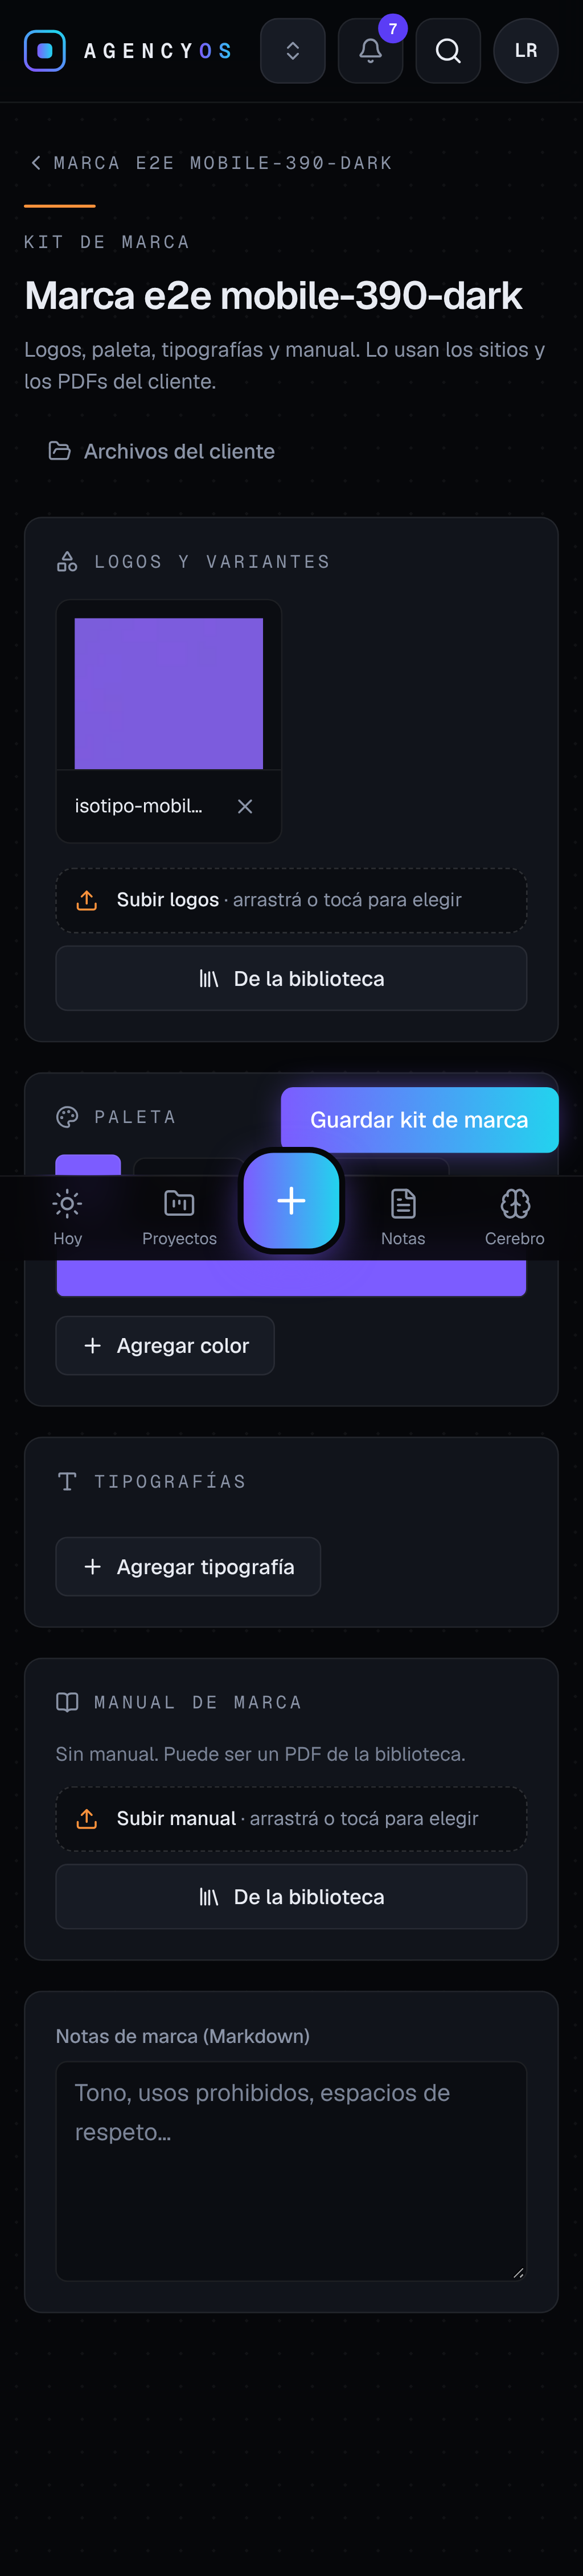 AGENCYOS
7
LR
MARCA E2E MOBILE-390-DARK
KIT DE MARCA
Marca e2e mobile-390-dark
Logos, paleta, tipografías y manual. Lo usan los sitios y
los PDFs del cliente.
Archivos del cliente
LOGOS Y VARIANTES
isotipo-mobil...
Subir logos · arrastrá o tocá para elegir
De la biblioteca
PALETA
Guardar kit de marca
Hoy
Proyectos
Notas
Cerebro
Agregar color
TIPOGRAFÍAS
Agregar tipografía
MANUAL DE MARCA
Sin manual. Puede ser un PDF de la biblioteca.
Subir manual · arrastrá o tocá para elegir
De la biblioteca
Notas de marca (Markdown)
Tono, usos prohibidos, espacios de
respeto...